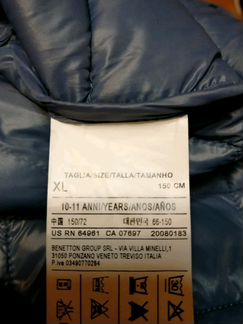 TAGLIA/SIZE/TALLA/TAMANHO
XL 150 CM
10-11 ANNI/YEARS/ANOS/AÑOS
中国 150/72 대한민국 66-150
US RN 64961 CA 07697 20080183
BENETTON GROUP SRL - VIA VILLA MINELLI,1
31050 PONZANO VENETO TREVISO ITALIA
P.iva 03490770264